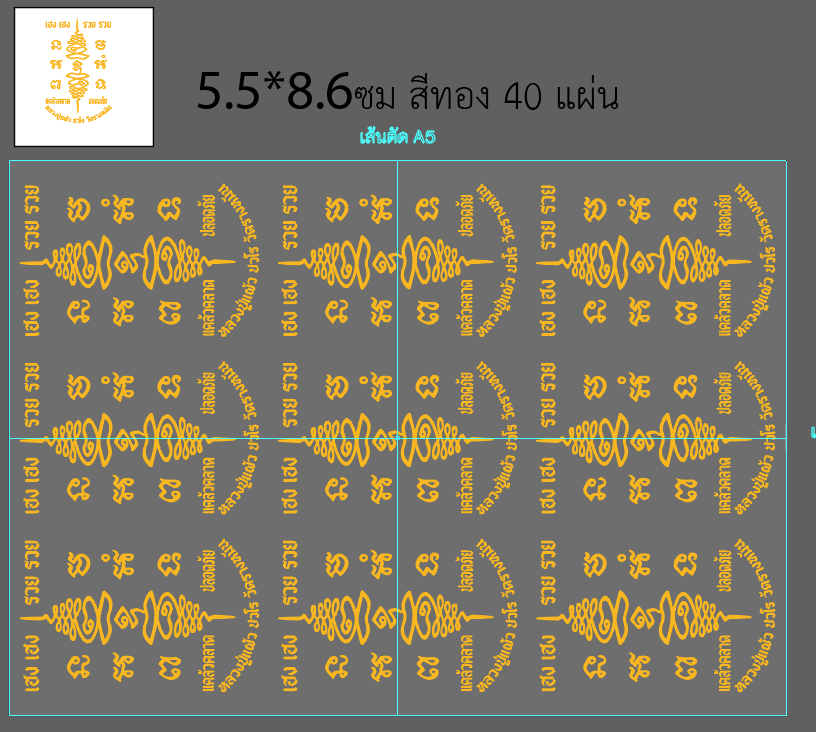 เฮง เฮง รวย รวย
แคล้วคลาด ปลอดภัย
หลวงปู่แผ้ว ปวโร วัดรางหมัน
5.5*8.6ซม สีทอง 40 แผ่น
เส้นตัด A5
เฮง เฮง รวย รวย
แคล้วคลาด ปลอดภัย
หลวงปู่แผ้ว ปวโร วัดรางหมัน
เฮง เฮง รวย รวย
แคล้วคลาด ปลอดภัย
หลวงปู่แผ้ว ปวโร วัดรางหมัน
เฮง เฮง รวย รวย
แคล้วคลาด ปลอดภัย
หลวงปู่แผ้ว ปวโร วัดรางหมัน
เฮง เฮง รวย รวย
แคล้วคลาด ปลอดภัย
หลวงปู่แผ้ว ปวโร วัดรางหมัน
เฮง เฮง รวย รวย
แคล้วคลาด ปลอดภัย
หลวงปู่แผ้ว ปวโร วัดรางหมัน
เฮง เฮง รวย รวย
แคล้วคลาด ปลอดภัย
หลวงปู่แผ้ว ปวโร วัดรางหมัน
เฮง เฮง รวย รวย
แคล้วคลาด ปลอดภัย
หลวงปู่แผ้ว ปวโร วัดรางหมัน
เฮง เฮง รวย รวย
แคล้วคลาด ปลอดภัย
หลวงปู่แผ้ว ปวโร วัดรางหมัน
เฮง เฮง รวย รวย
แคล้วคลาด ปลอดภัย
หลวงปู่แผ้ว ปวโร วัดรางหมัน